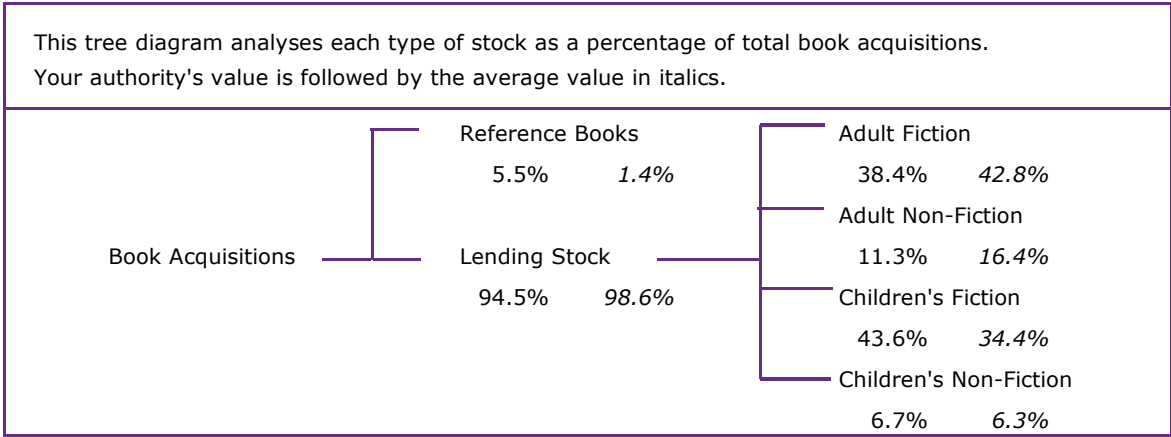 This tree diagram analyses each type of stock as a percentage of total book acquisitions.
Your authority's value is followed by the average value in italics.
Reference Books
5.5% 1.4%
Book Acquisitions
Lending Stock
94.5% 98.6%
Adult Fiction
38.4% 42.8%
Adult Non-Fiction
11.3% 16.4%
Children's Fiction
43.6% 34.4%
Children's Non-Fiction
6.7% 6.3%